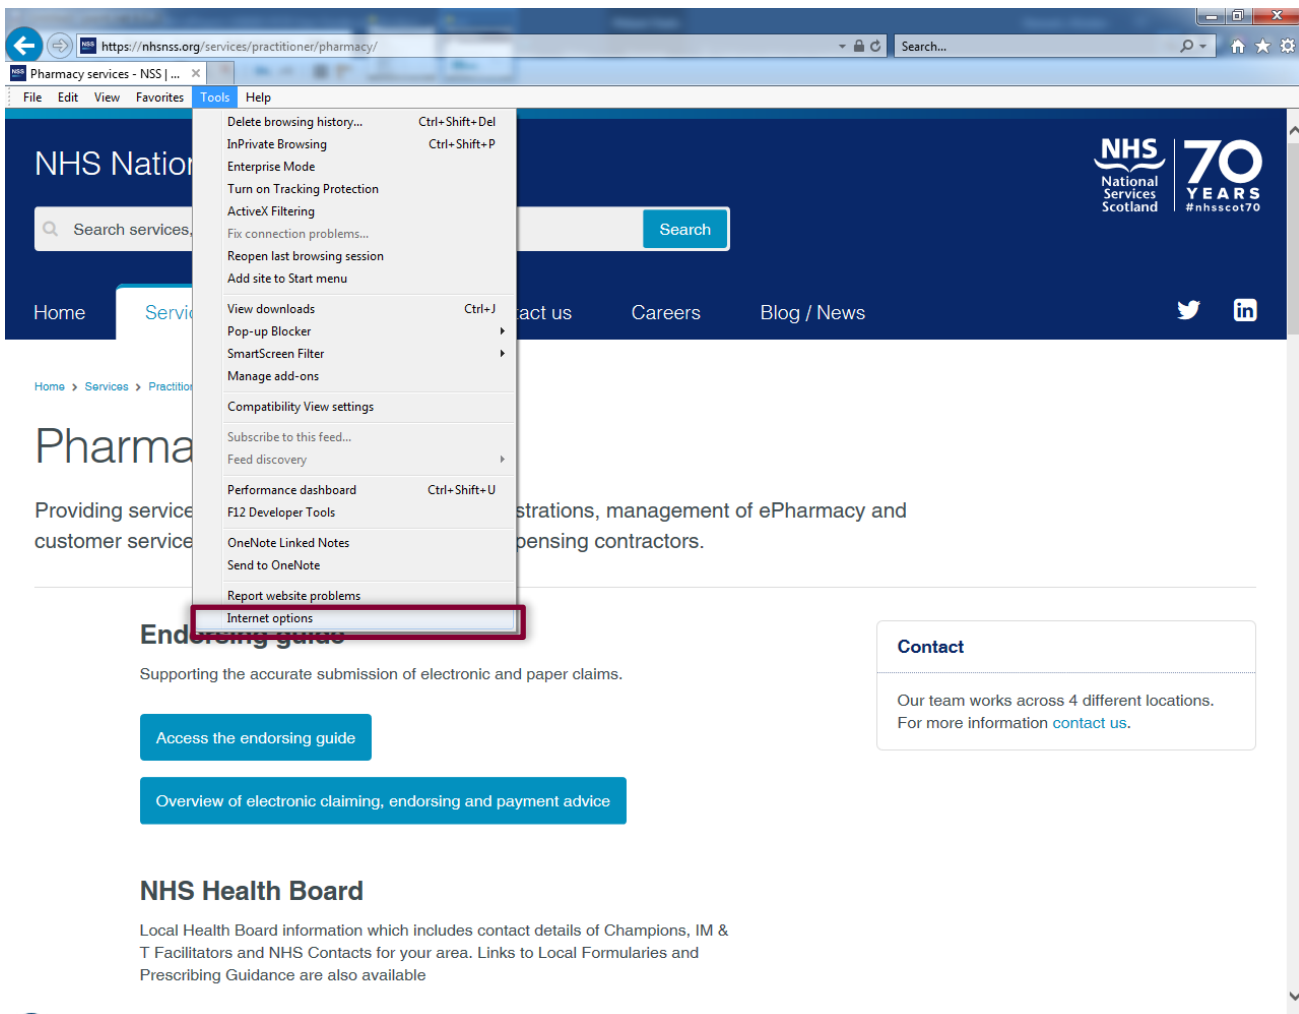 https://nhsnss.org/services/practitioner/pharmacy/
Search...
NSS Pharmacy services - NSS | ...
File Edit View Favorites Tools Help
Delete browsing history... Ctrl+Shift+Del
InPrivate Browsing Ctrl+Shift+P
Enterprise Mode
Turn on Tracking Protection
ActiveX Filtering
Fix connection problems...
Reopen last browsing session
Add site to Start menu
View downloads Ctrl+J
Pop-up Blocker
SmartScreen Filter
Manage add-ons
Compatibility View settings
Subscribe to this feed...
Feed discovery
Performance dashboard Ctrl+Shift+U
F12 Developer Tools
OneNote Linked Notes
Send to OneNote
Report website problems
Internet options
NHS Nation
NHS
National
Services
Scotland
70
YEARS
#nhsscot70
Search services,
Search
Home Servic tact us Careers Blog / News
in
Home > Services > Practition
Pharma
Providing service strations, management of ePharmacy and
customer service pensing contractors.
Endorsing guide
Supporting the accurate submission of electronic and paper claims.
Access the endorsing guide
Overview of electronic claiming, endorsing and payment advice
Contact
Our team works across 4 different locations.
For more information contact us.
NHS Health Board
Local Health Board information which includes contact details of Champions, IM &
T Facilitators and NHS Contacts for your area. Links to Local Formularies and
Prescribing Guidance are also available